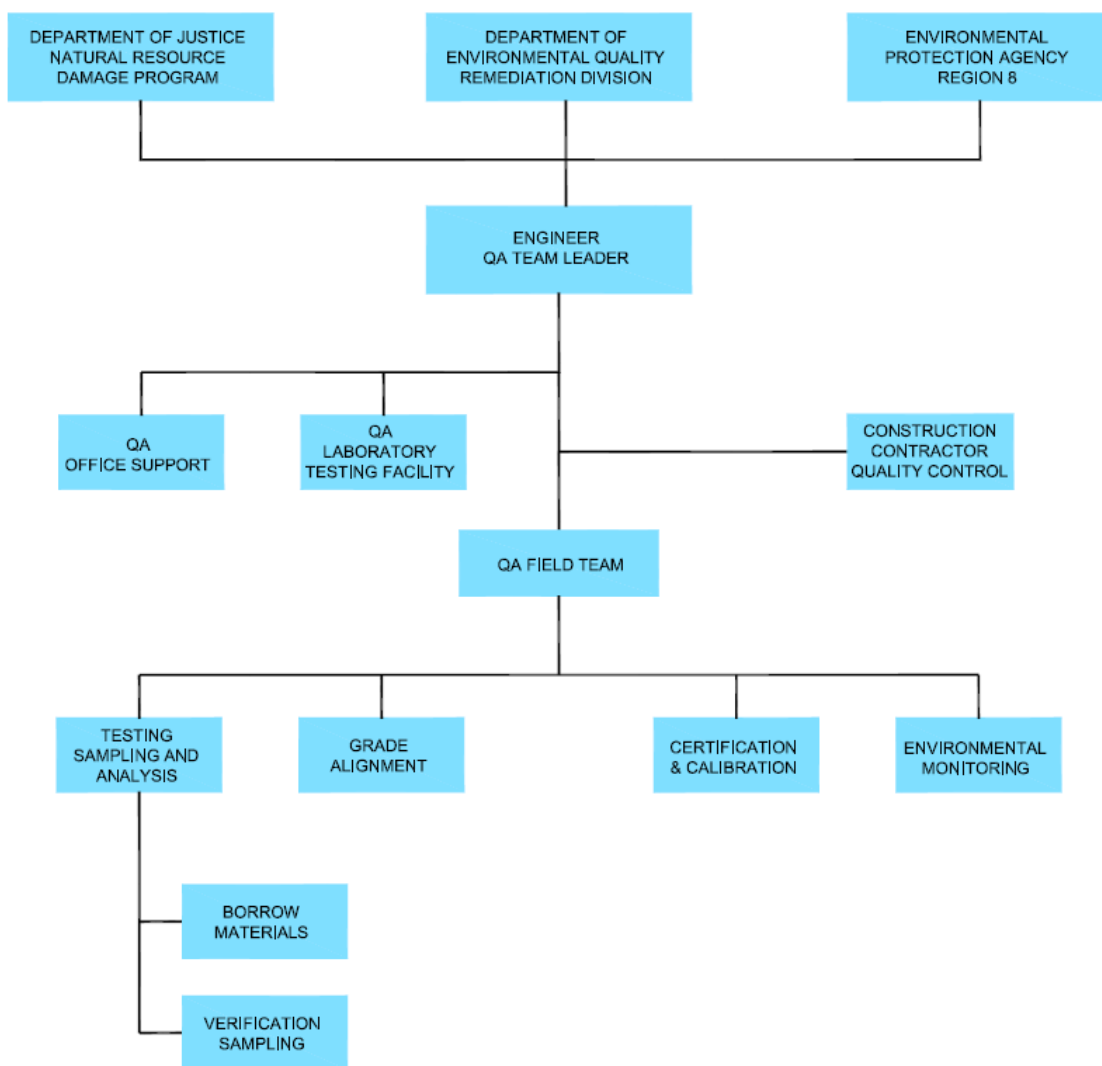 DEPARTMENT OF JUSTICE
NATURAL RESOURCE
DAMAGE PROGRAM
DEPARTMENT OF
ENVIRONMENTAL QUALITY
REMEDIATION DIVISION
ENVIRONMENTAL
PROTECTION AGENCY
REGION 8
ENGINEER
QA TEAM LEADER
QA
OFFICE SUPPORT
QA
LABORATORY
TESTING FACILITY
CONSTRUCTION
CONTRACTOR
QUALITY CONTROL
QA FIELD TEAM
TESTING
SAMPLING AND
ANALYSIS
GRADE
ALIGNMENT
CERTIFICATION
& CALIBRATION
ENVIRONMENTAL
MONITORING
BORROW
MATERIALS
VERIFICATION
SAMPLING